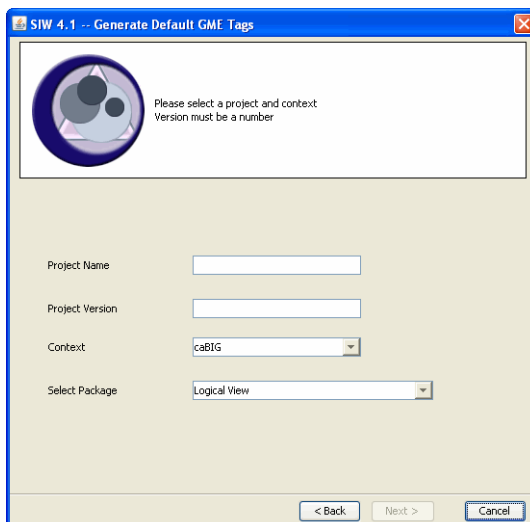 SIW 4.1 -- Generate Default GME Tags
Please select a project and context
Version must be a number
Project Name
Project Version
Context
caBIG
Select Package
Logical View
< Back
Next >
Cancel